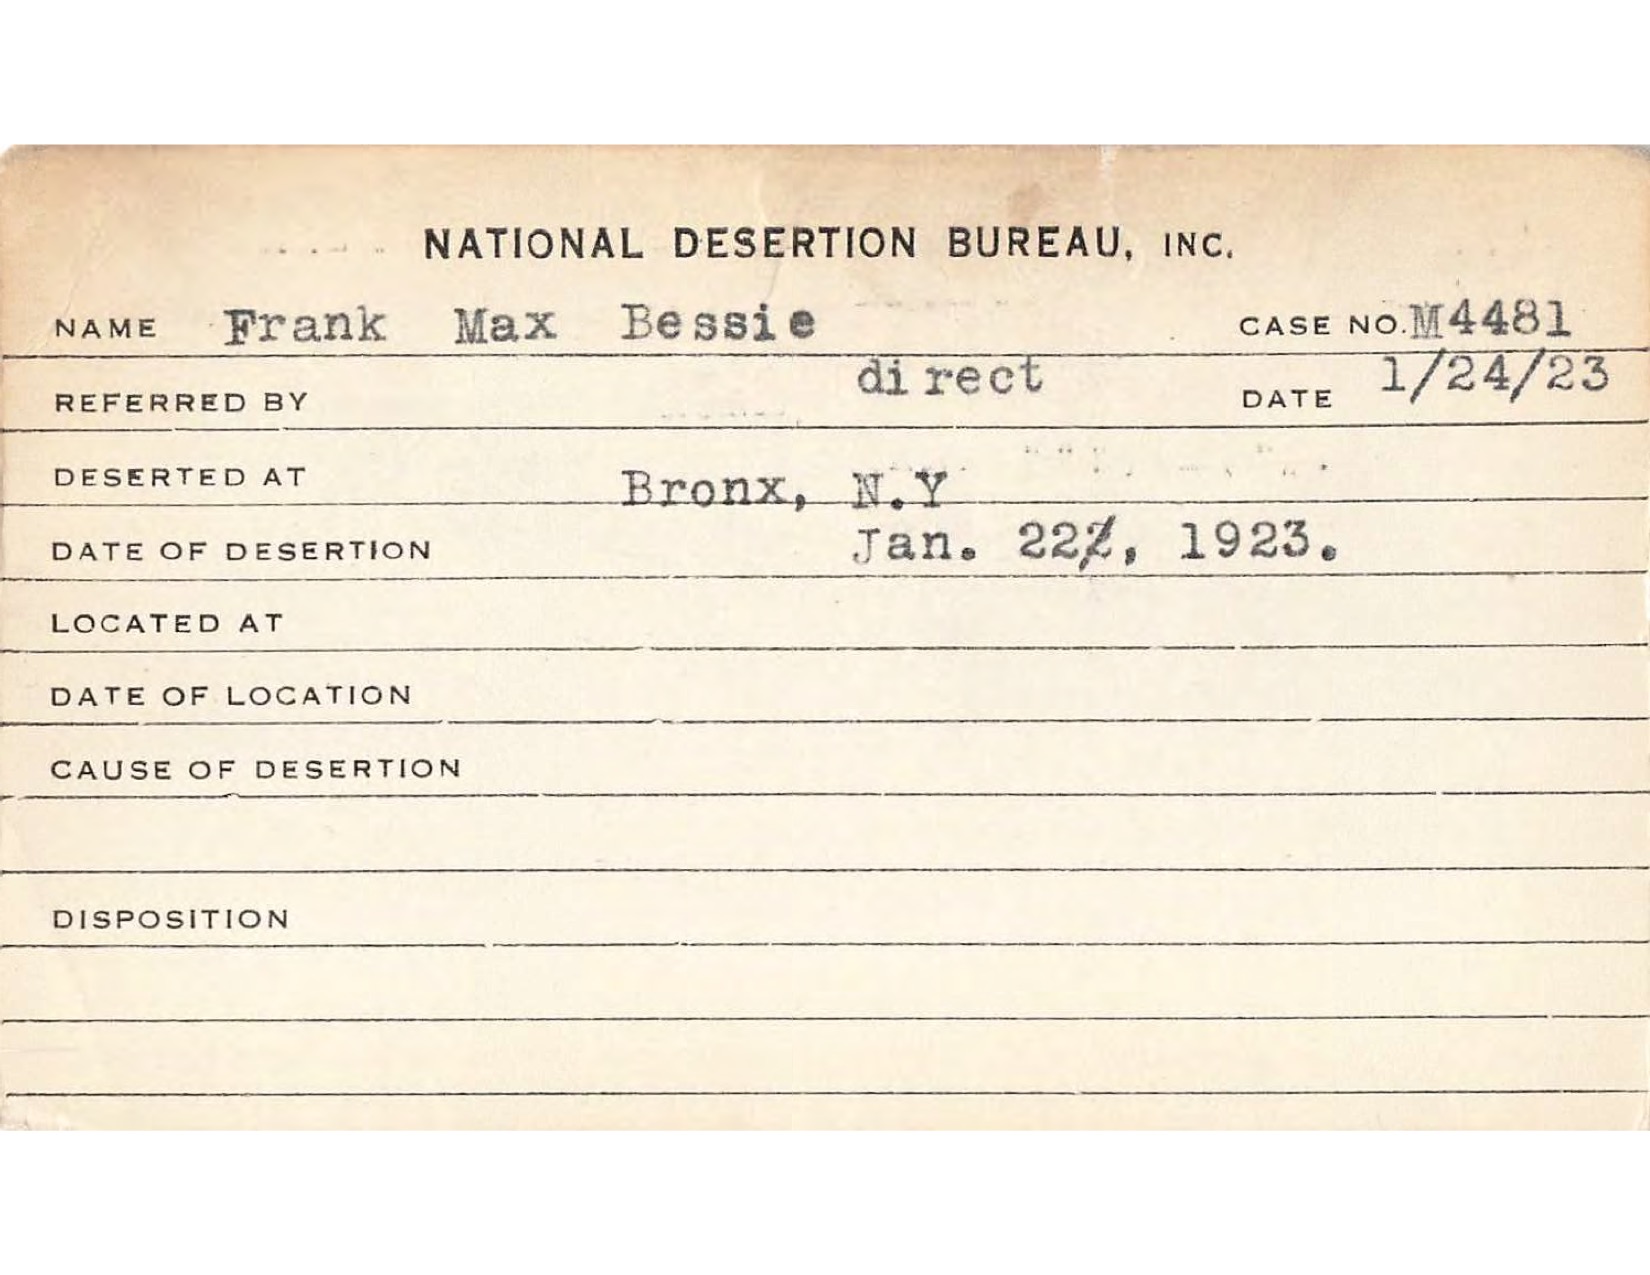 NATIONAL DESERTION BUREAU, INC.
NAME Frank Max Bessie CASE NO. M4481
REFERRED BY direct DATE 1/24/23
DESERTED AT Bronx, N.Y
DATE OF DESERTION Jan. 22, 1923.
LOCATED AT
DATE OF LOCATION
CAUSE OF DESERTION
DISPOSITION